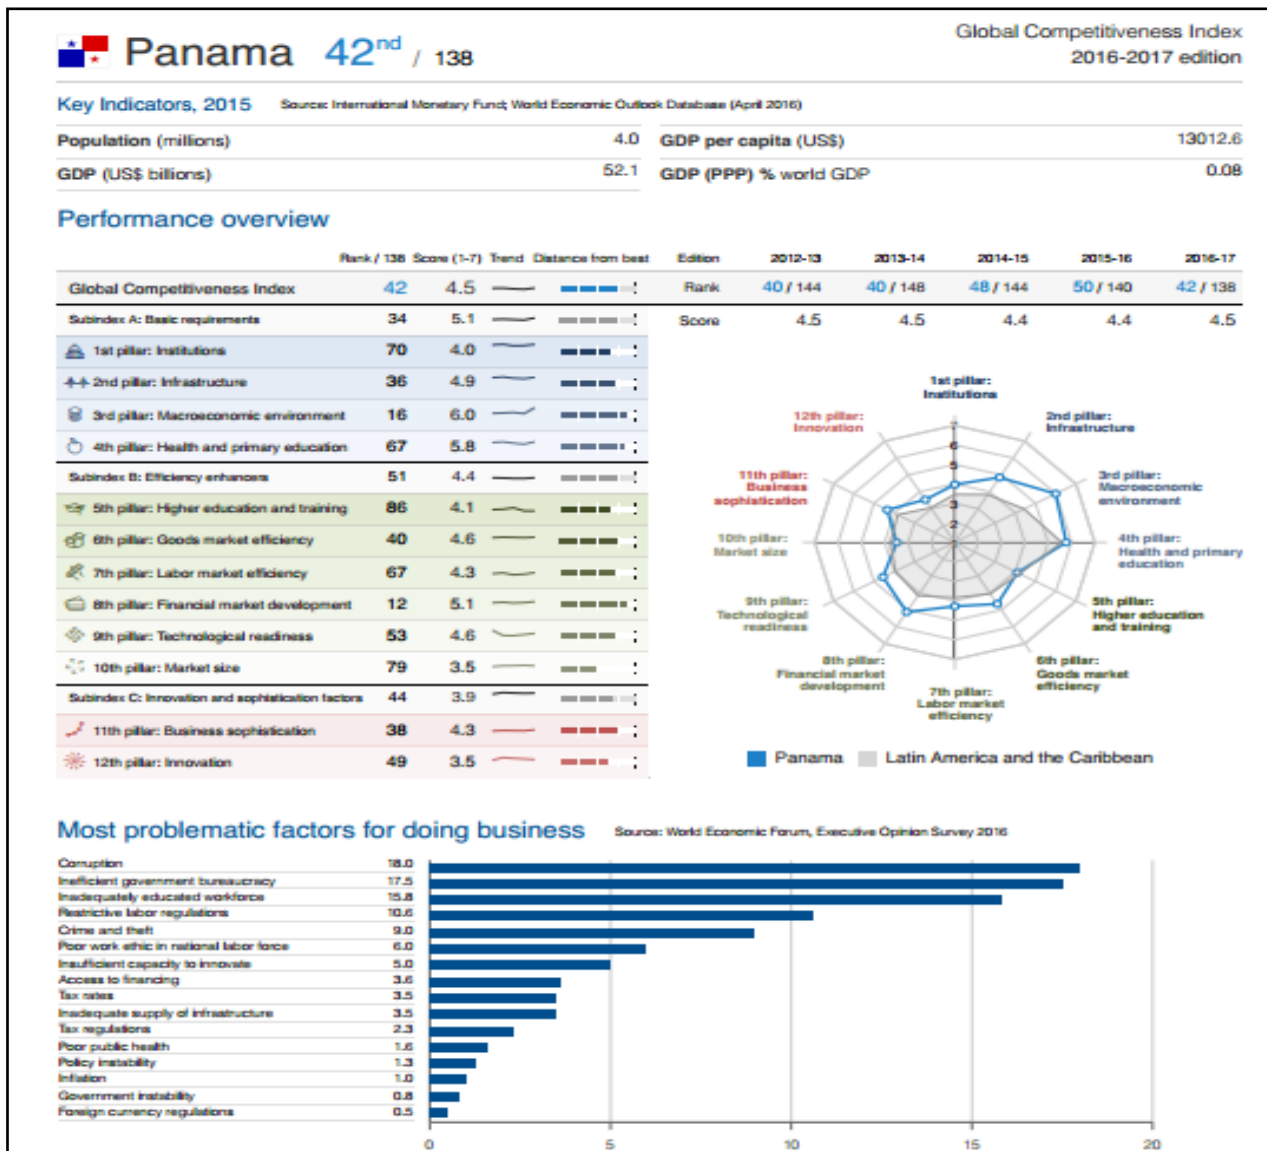 Panama 42nd / 138
Global Competitiveness Index
2016-2017 edition
Key Indicators, 2015 Source: International Monetary Fund; World Economic Outlook Database (April 2016)
Population (millions) 4.0 GDP per capita (US$) 13012.6
GDP (US$ billions) 52.1 GDP (PPP) % world GDP 0.08
Performance overview
Rank / 138 Score (1-7) Trend Distance from best Edition 2012-13 2013-14 2014-15 2015-16 2016-17
Global Competitiveness Index 42 4.5 Rank 40 / 144 40 / 148 48 / 144 50 / 140 42 / 138
Subindex A: Basic requirements 34 5.1 Score 4.5 4.5 4.4 4.4 4.5
1st pillar: Institutions 70 4.0
2nd pillar: Infrastructure 36 4.9
3rd pillar: Macroeconomic environment 16 6.0
4th pillar: Health and primary education 67 5.8
Subindex B: Efficiency enhancers 51 4.4
5th pillar: Higher education and training 86 4.1
6th pillar: Goods market efficiency 40 4.6
7th pillar: Labor market efficiency 67 4.3
8th pillar: Financial market development 12 5.1
9th pillar: Technological readiness 53 4.6
10th pillar: Market size 79 3.5
Subindex C: Innovation and sophistication factors 44 3.9
11th pillar: Business sophistication 38 4.3
12th pillar: Innovation 49 3.5
1st pillar:
Institutions
2nd pillar:
Infrastructure
3rd pillar:
Macroeconomic
environment
4th pillar:
Health and primary
education
5th pillar:
Higher education
and training
6th pillar:
Goods market
efficiency
7th pillar:
Labor market
efficiency
8th pillar:
Financial market
development
9th pillar:
Technological
readiness
10th pillar:
Market size
11th pillar:
Business
sophistication
12th pillar:
Innovation
7
6
5
3
2
Panama Latin America and the Caribbean
Most problematic factors for doing business Source: World Economic Forum, Executive Opinion Survey 2016
Corruption 18.0
Inefficient government bureaucracy 17.5
Inadequately educated workforce 15.8
Restrictive labor regulations 10.6
Crime and theft 9.0
Poor work ethic in national labor force 6.0
Insufficient capacity to innovate 5.0
Access to financing 3.6
Tax rates 3.5
Inadequate supply of infrastructure 3.5
Tax regulations 2.3
Poor public health 1.6
Policy instability 1.3
Inflation 1.0
Government instability 0.8
Foreign currency regulations 0.5
0 5 10 15 20